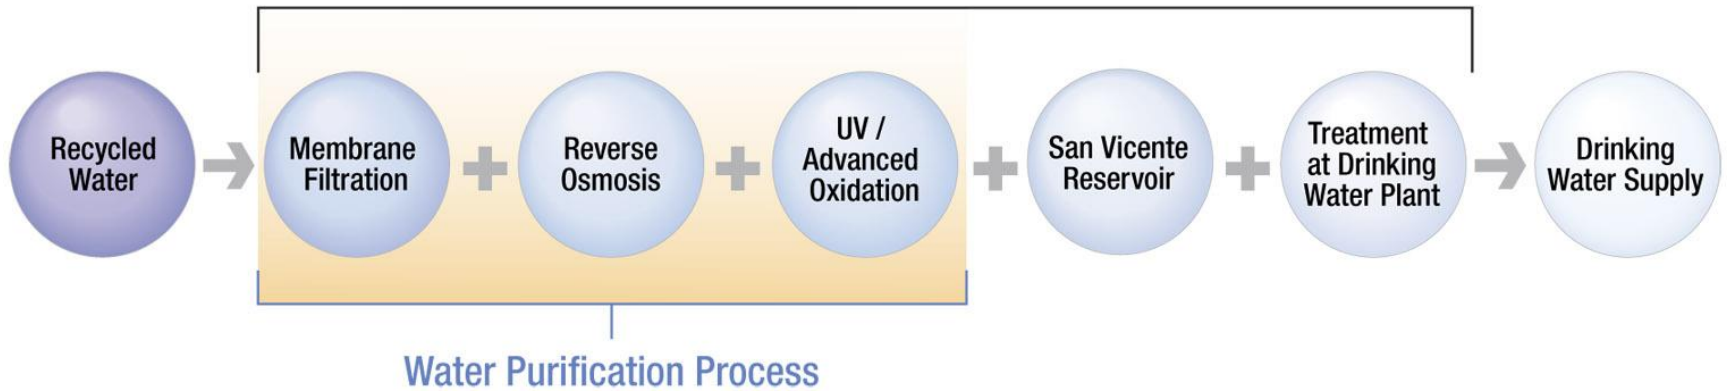 Recycled
Water
Membrane
Filtration
Reverse
Osmosis
UV /
Advanced
Oxidation
San Vicente
Reservoir
Treatment
at Drinking
Water Plant
Drinking
Water Supply
Water Purification Process